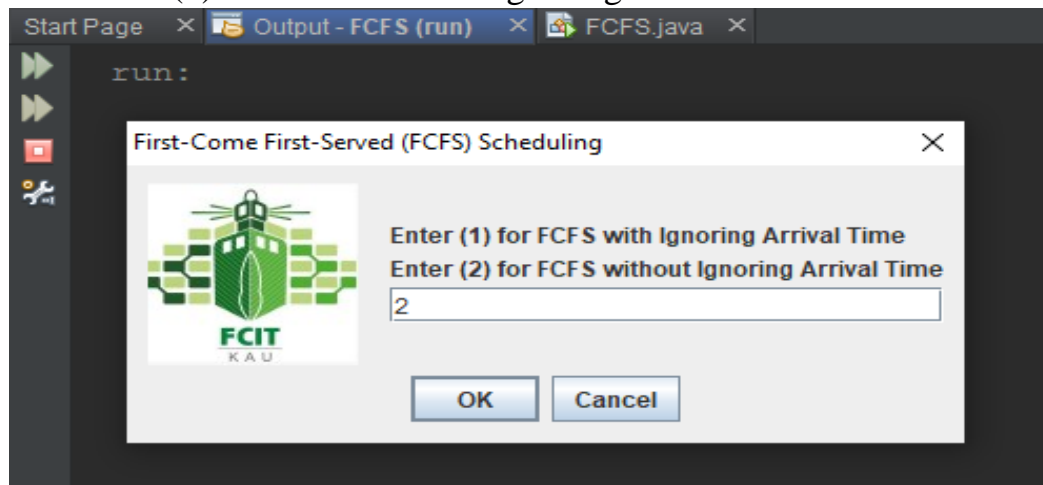 Start Page × Output - FCFS (run) × FCFS.java ×
run:
First-Come First-Served (FCFS) Scheduling
Enter (1) for FCFS with Ignoring Arrival Time
Enter (2) for FCFS without Ignoring Arrival Time
2
FCIT
KAU
OK Cancel